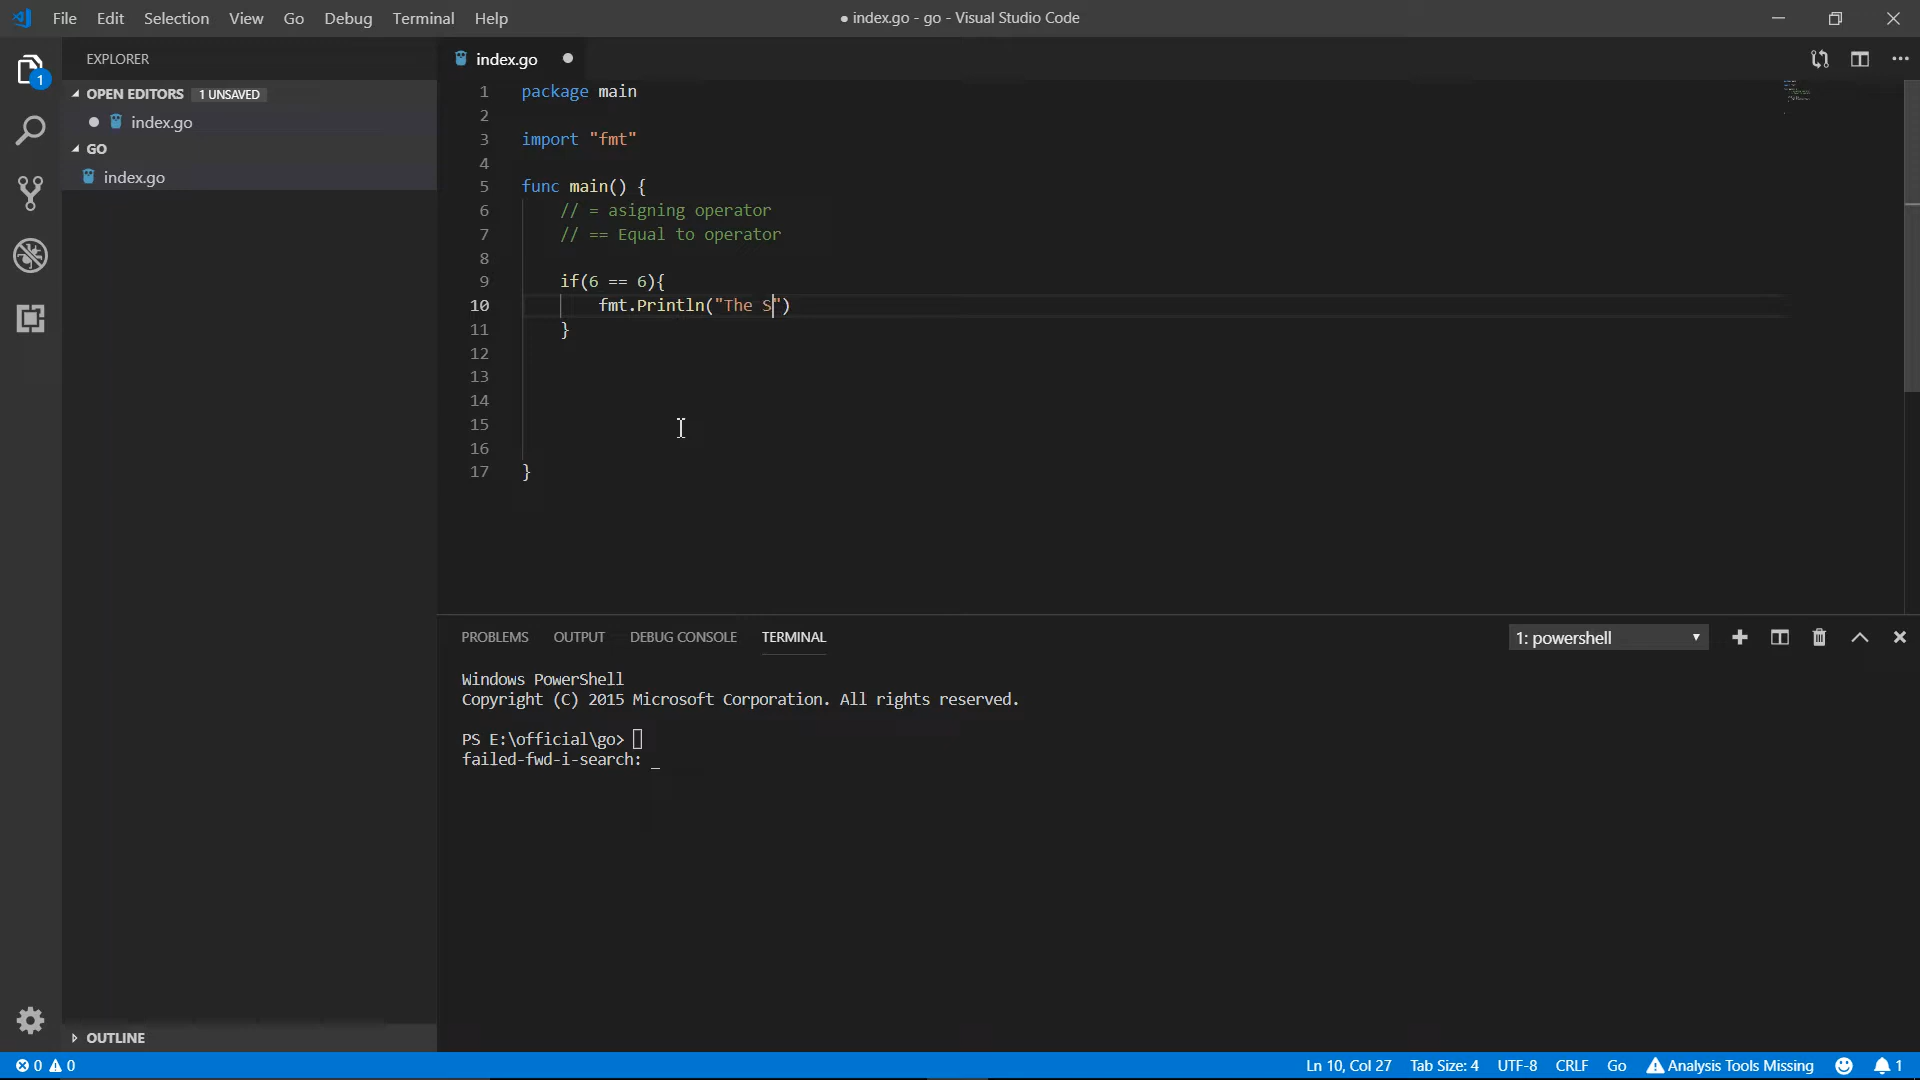 File Edit Selection View Go Debug Terminal Help
● index.go - go - Visual Studio Code
EXPLORER
OPEN EDITORS 1 UNSAVED
index.go
GO
index.go
OUTLINE
1
index.go
1 package main
2
3 import "fmt"
4
5 func main() {
6 // = asigning operator
7 // == Equal to operator
8
9 if(6 == 6){
10 fmt.Println("The S")
11 }
12
13
14
15
16
17 }
PROBLEMS OUTPUT DEBUG CONSOLE TERMINAL
1: powershell
Windows PowerShell
Copyright (C) 2015 Microsoft Corporation. All rights reserved.
PS E:\official\go>
failed-fwd-i-search: _
0 0
Ln 10, Col 27 Tab Size: 4 UTF-8 CRLF Go Analysis Tools Missing 1